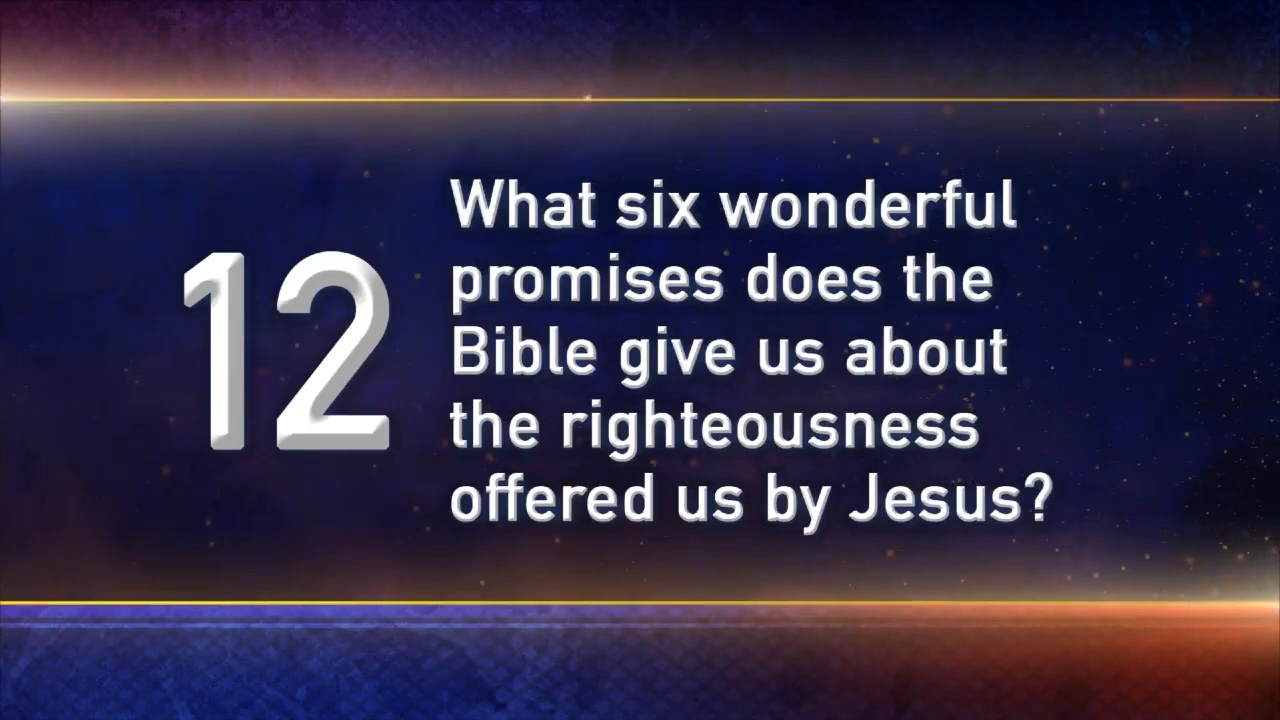 12
What six wonderful
promises does the
Bible give us about
the righteousness
offered us by Jesus?